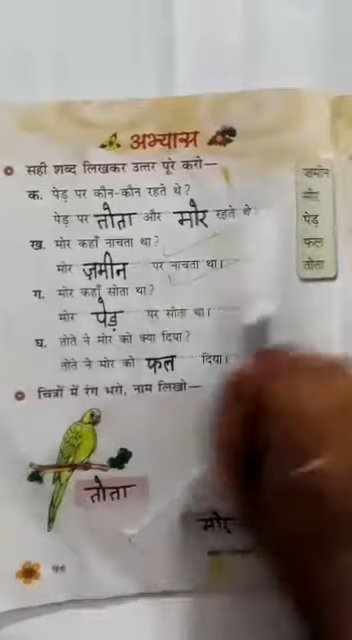 अभ्यास
सही शब्द लिखकर उत्तर पूरे करो—
क. पेड़ पर कौन-कौन रहते थे?
पेड़ पर तोता और मोर रहते थे
ख. मोर कहाँ नाचता था?
मोर ज़मीन पर नाचता था।
ग. मोर कहाँ सोता था?
मोर पेड़ पर सोता था।
घ. तोते ने मोर को क्या दिया?
तोते ने मोर को फल दिया।
चित्रों में रंग भरो, नाम लिखो—
तोता
मोर
ज़मीन
मोर
पेड़
फल
तोता